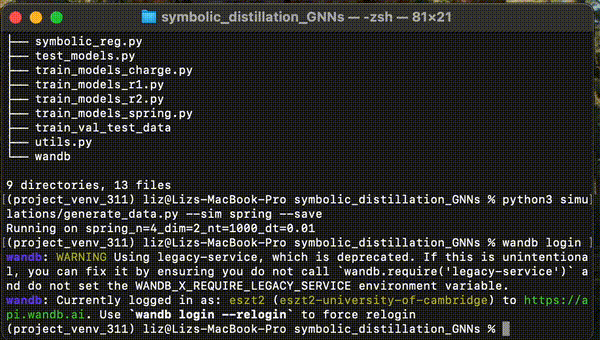 symbolic_distillation_GNNs — -zsh — 81×21
├── symbolic_reg.py
├── test_models.py
├── train_models_charge.py
├── train_models_r1.py
├── train_models_r2.py
├── train_models_spring.py
├── train_val_test_data
├── utils.py
└── wandb
9 directories, 13 files
[(project_venv_311) liz@Lizs-MacBook-Pro symbolic_distillation_GNNs % python3 simu]
lations/generate_data.py --sim spring --save
Running on spring_n=4_dim=2_nt=1000_dt=0.01
[(project_venv_311) liz@Lizs-MacBook-Pro symbolic_distillation_GNNs % wandb login ]
wandb: WARNING Using legacy-service, which is deprecated. If this is unintentiona
l, you can fix it by ensuring you do not call `wandb.require('legacy-service')` a
nd do not set the WANDB_X_REQUIRE_LEGACY_SERVICE environment variable.
wandb: Currently logged in as: eszt2 (eszt2-university-of-cambridge) to https://a
pi.wandb.ai. Use `wandb login --relogin` to force relogin
(project_venv_311) liz@Lizs-MacBook-Pro symbolic_distillation_GNNs %